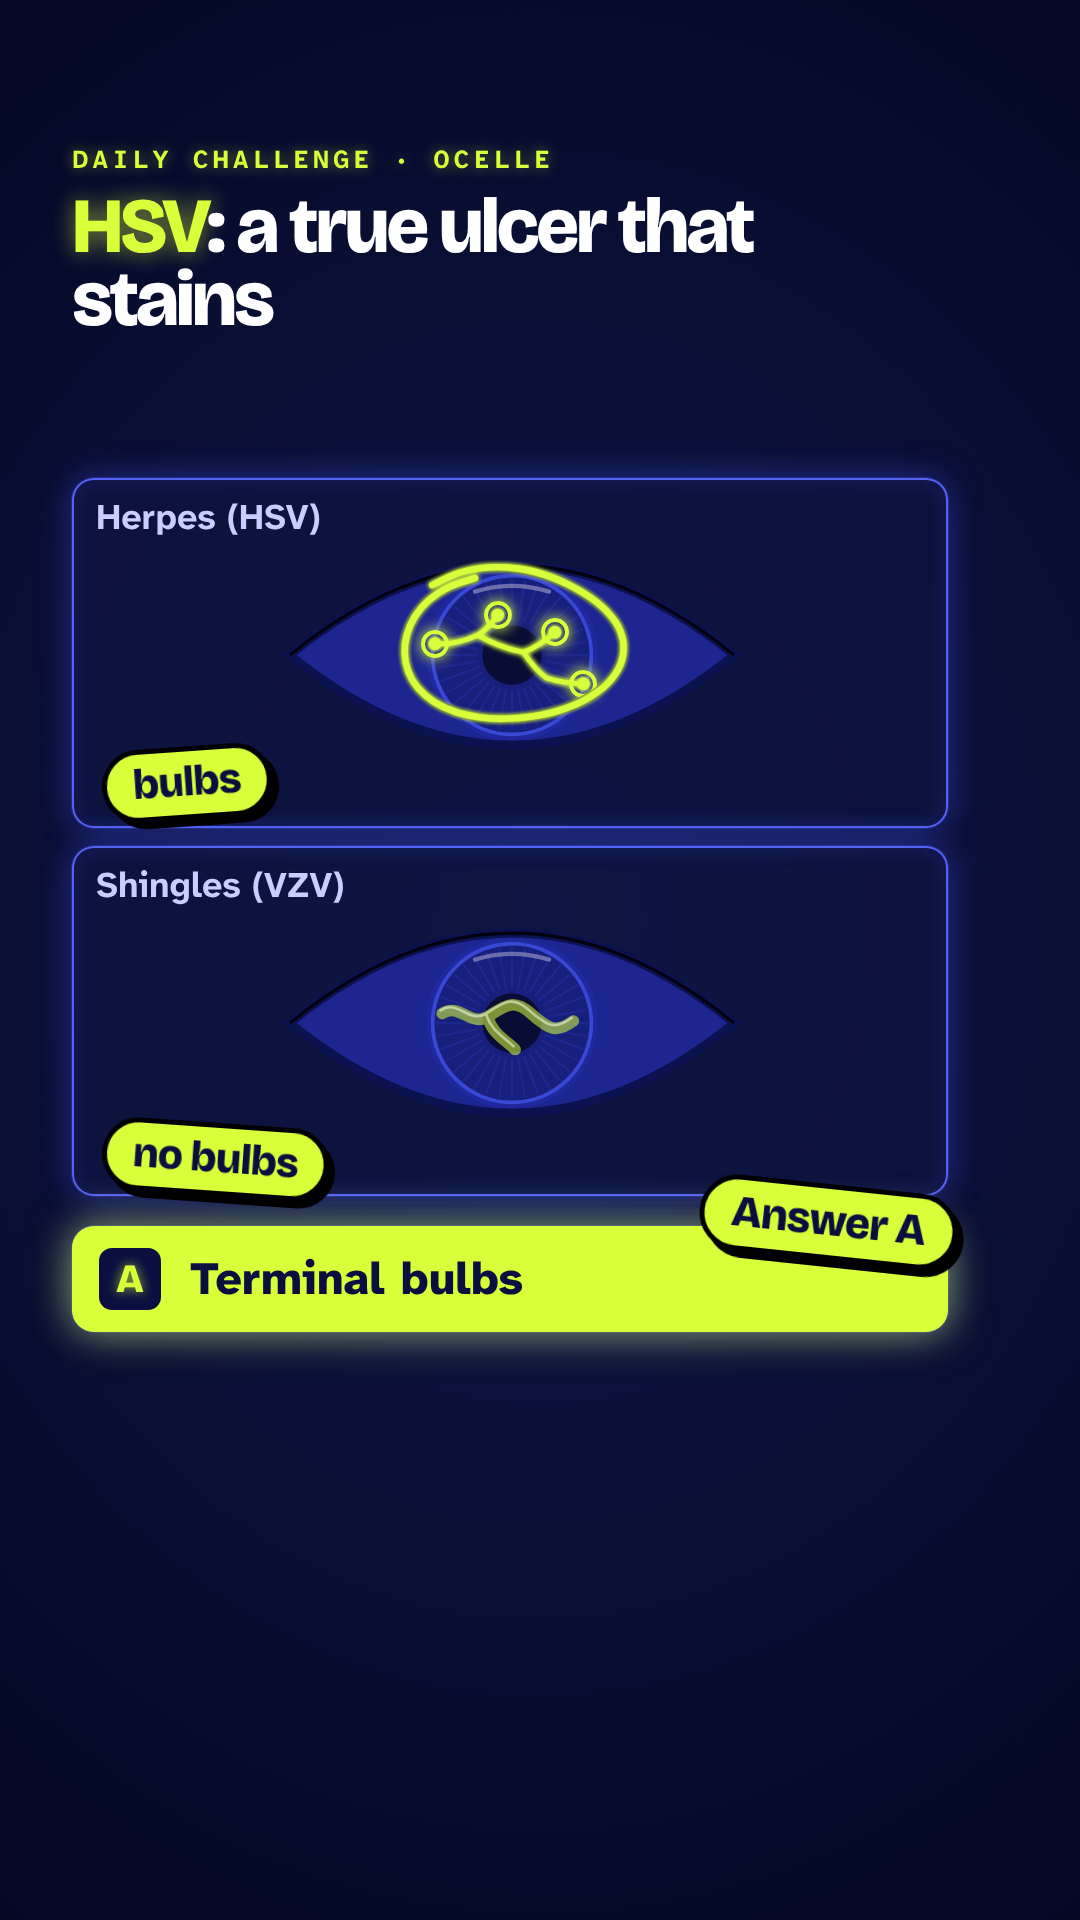 DAILY CHALLENGE · OCELLE
HSV: a true ulcer that
stains
Herpes (HSV)
bulbs
Shingles (VZV)
no bulbs
Answer A
A Terminal bulbs